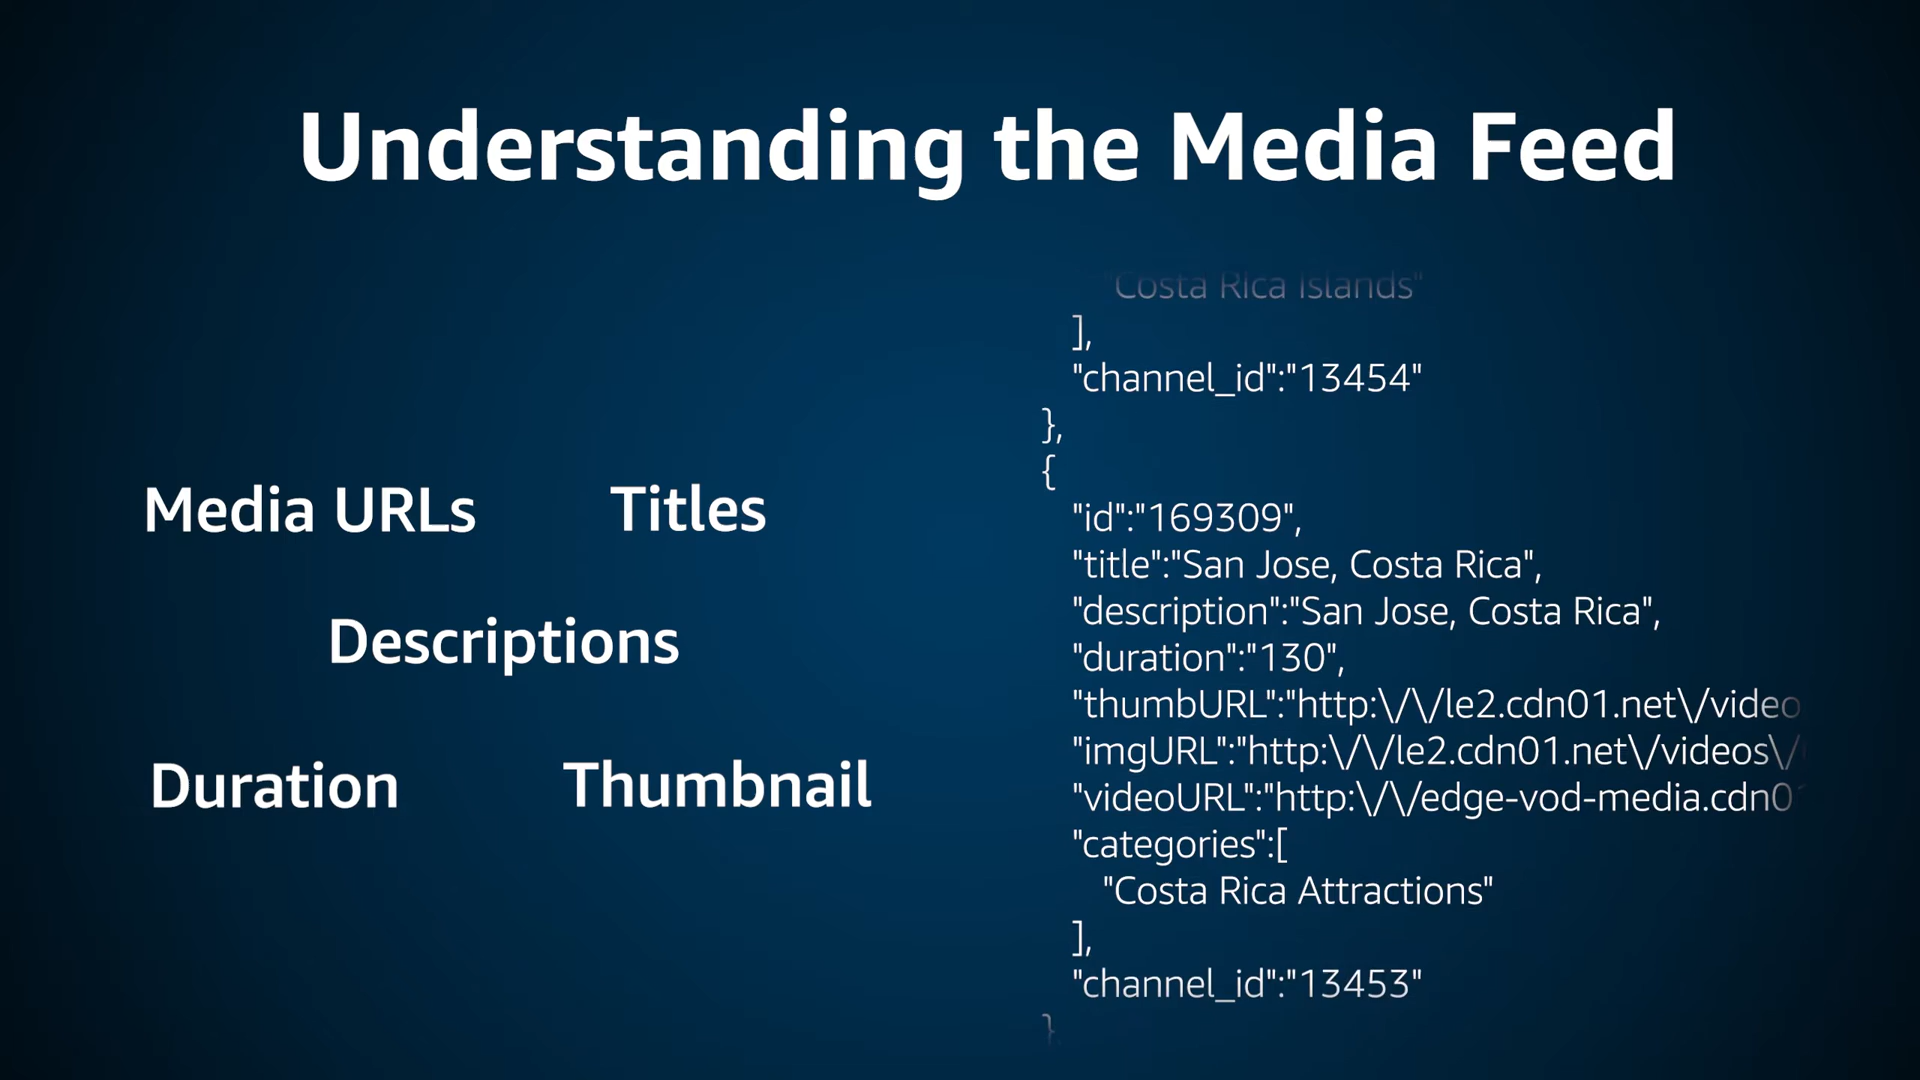 Understanding the Media Feed
Media URLs
Titles
Descriptions
Duration
Thumbnail
"Costa Rica Islands"
],
"channel_id":"13454"
},
{
"id":"169309",
"title":"San Jose, Costa Rica",
"description":"San Jose, Costa Rica",
"duration":"130",
"thumbURL":"http:\/\/le2.cdn01.net\/video
"imgURL":"http:\/\/le2.cdn01.net\/videos\/
"videoURL":"http:\/\/edge-vod-media.cdn0
"categories":[
"Costa Rica Attractions"
],
"channel_id":"13453"
}